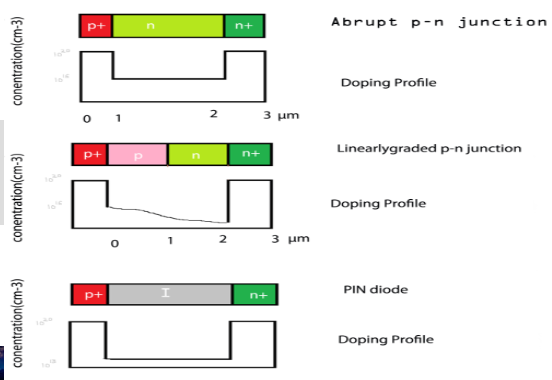 p+ n n+ Abrupt p-n junction
conentration(cm-3)
Doping Profile
0 1 2 3 μm
p+ p n n+ Linearlygraded p-n junction
conentration(cm-3)
Doping Profile
0 1 2 3 μm
p+ I n+ PIN diode
conentration(cm-3)
Doping Profile